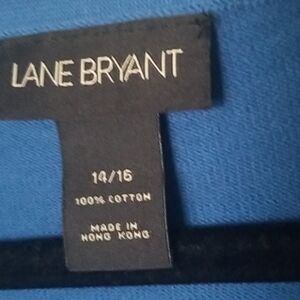 LANE BRYANT
14/16
100% COTTON
MADE IN
HONG KONG